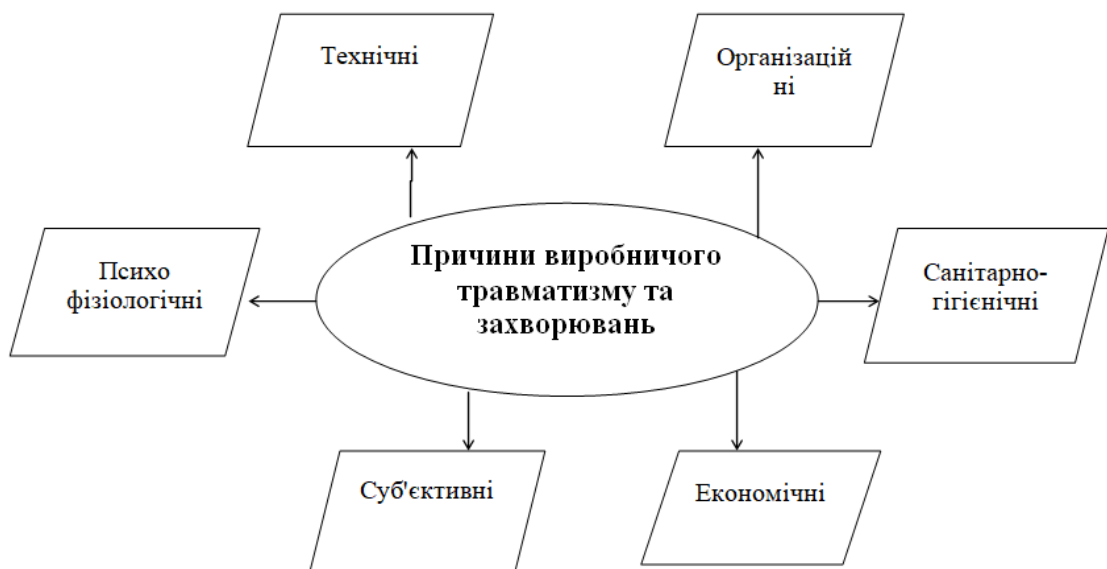 Технічні
Організацій
ні
Причини виробничого
травматизму та
захворювань
Психо
фізіологічні
Санітарно-
гігієнічні
Суб'єктивні
Економічні